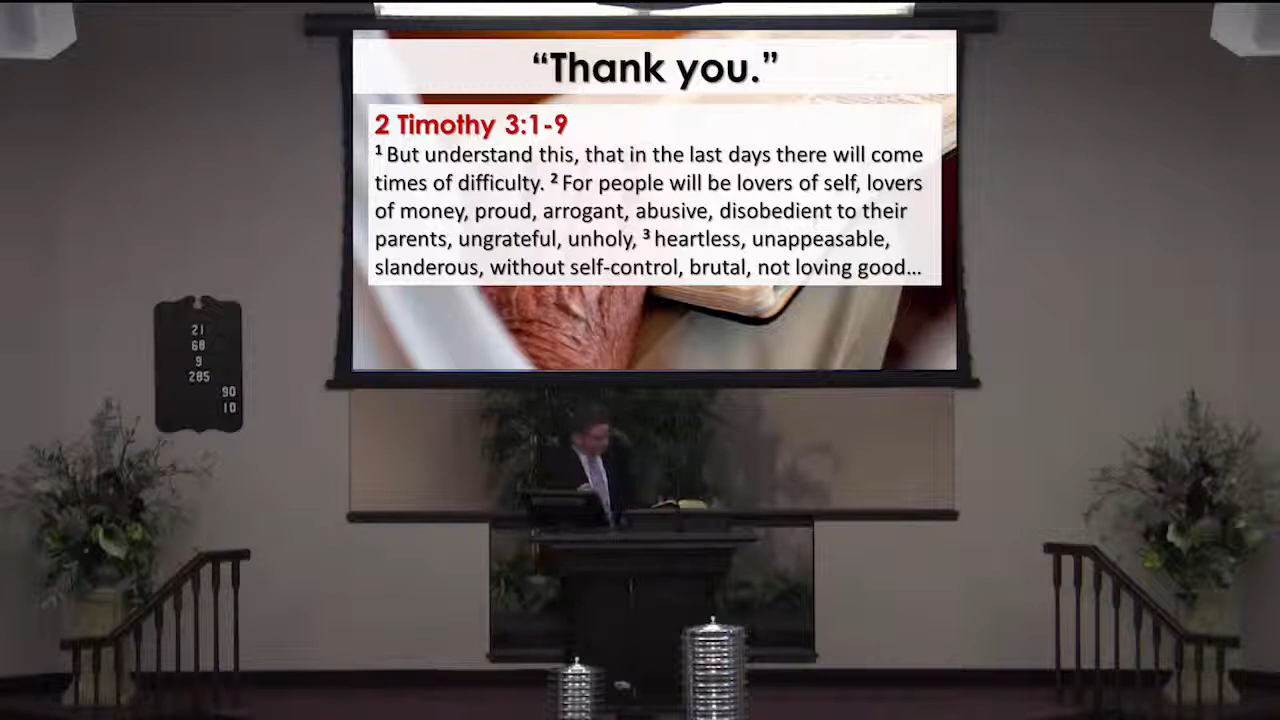 “Thank you.”
2 Timothy 3:1-9
1 But understand this, that in the last days there will come
times of difficulty. 2 For people will be lovers of self, lovers
of money, proud, arrogant, abusive, disobedient to their
parents, ungrateful, unholy, 3 heartless, unappeasable,
slanderous, without self-control, brutal, not loving good…
21
68
9
285
90
10